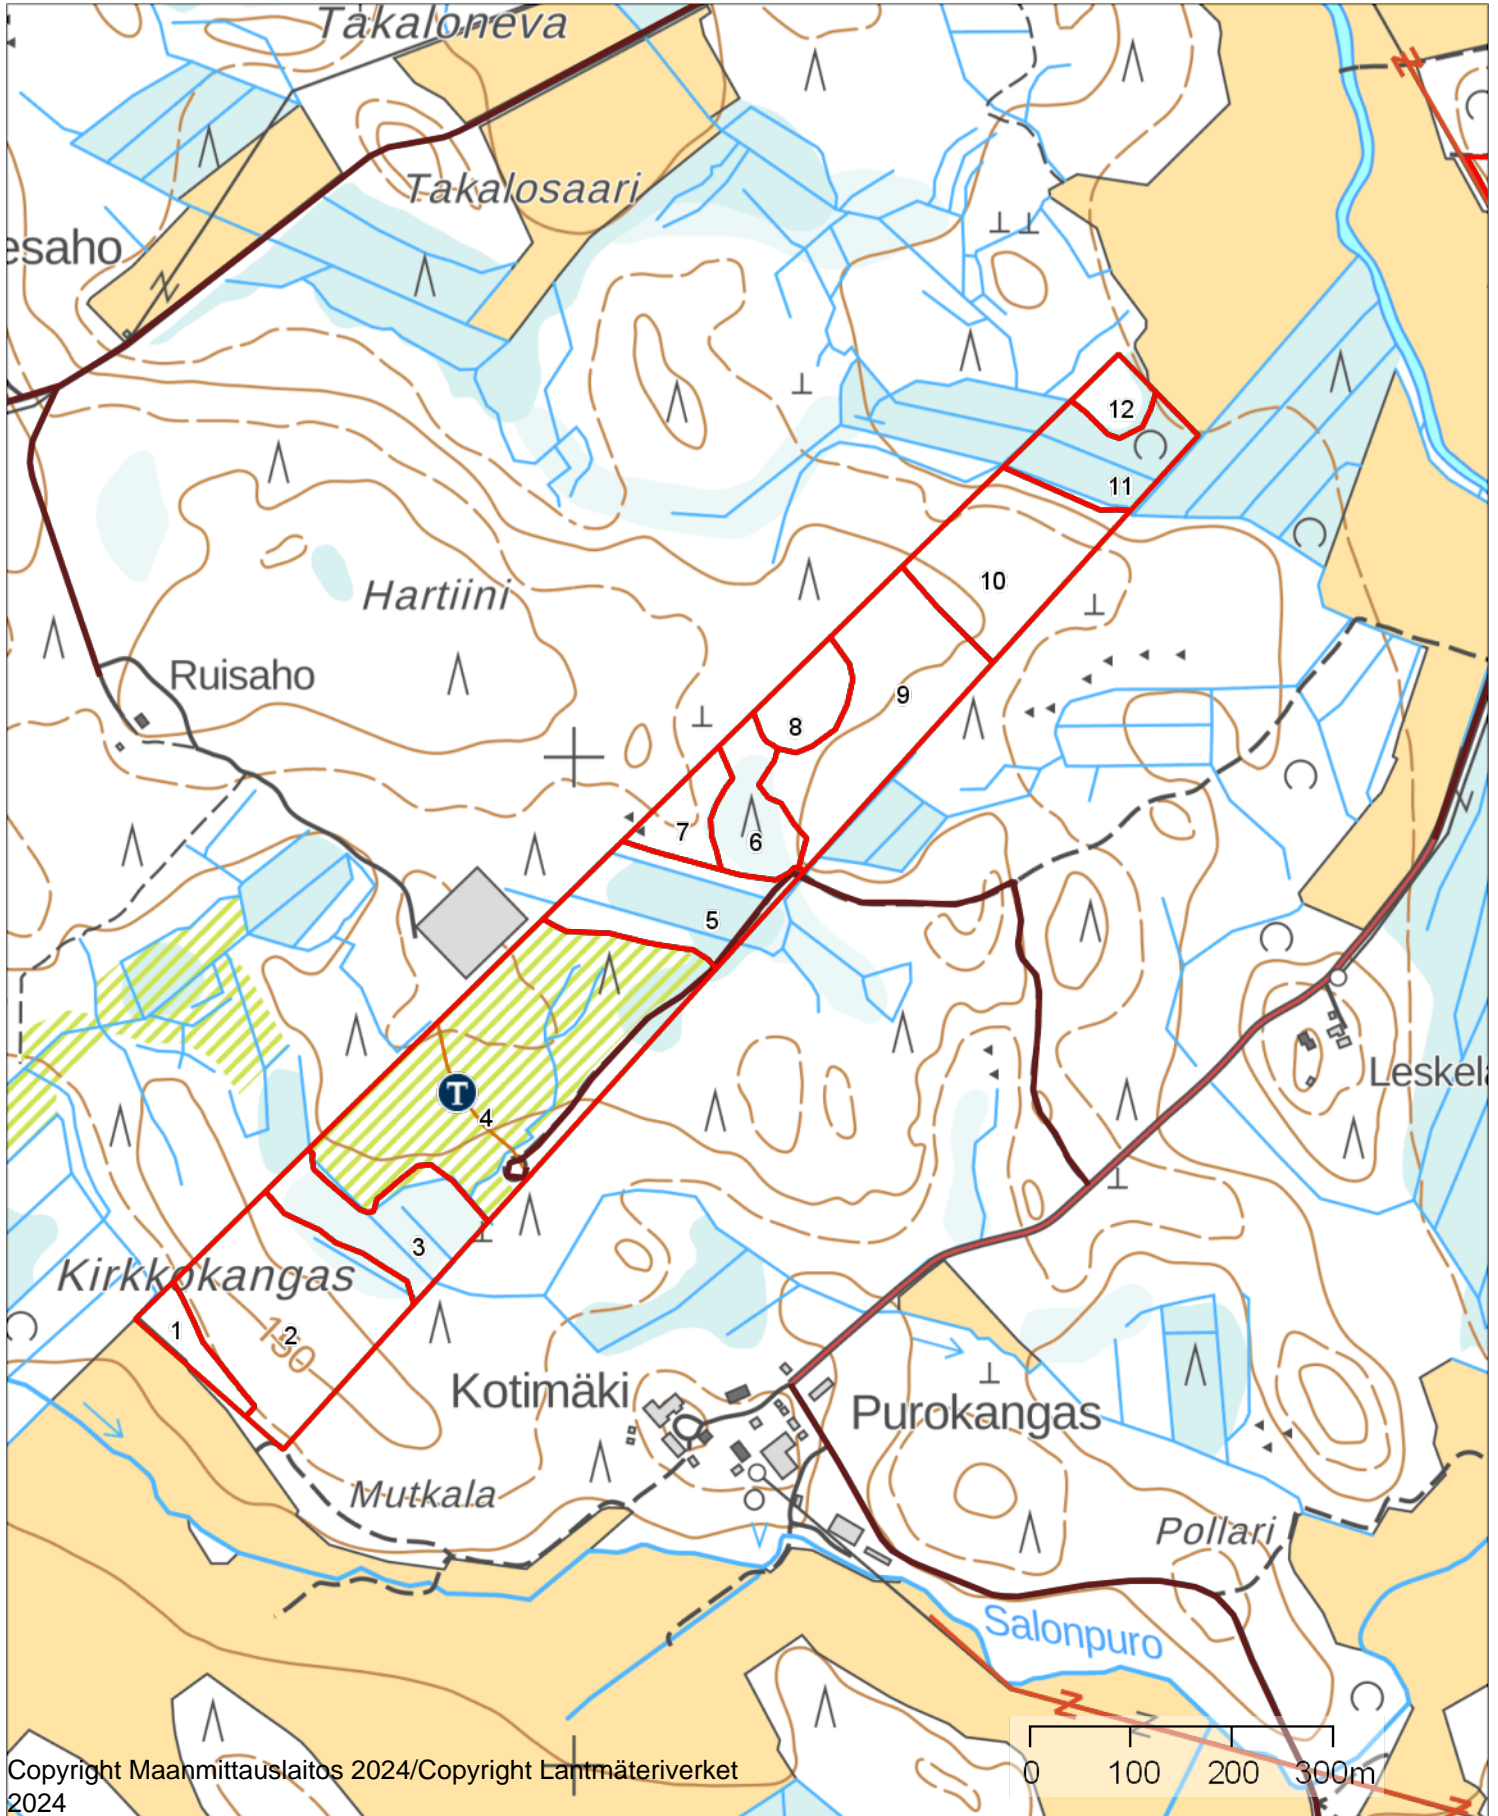 Takaloneva
Takalosaari
esaho
12
11
Hartiini
10
Ruisaho
9
8
7
6
5
T
4
Leskel
3
Kirkkokangas
1
2
130
Kotimäki
Purokangas
Mutkala
Pollari
Salonpuro
0 100 200 300m
Copyright Maanmittauslaitos 2024/Copyright Lantmäteriverket
2024